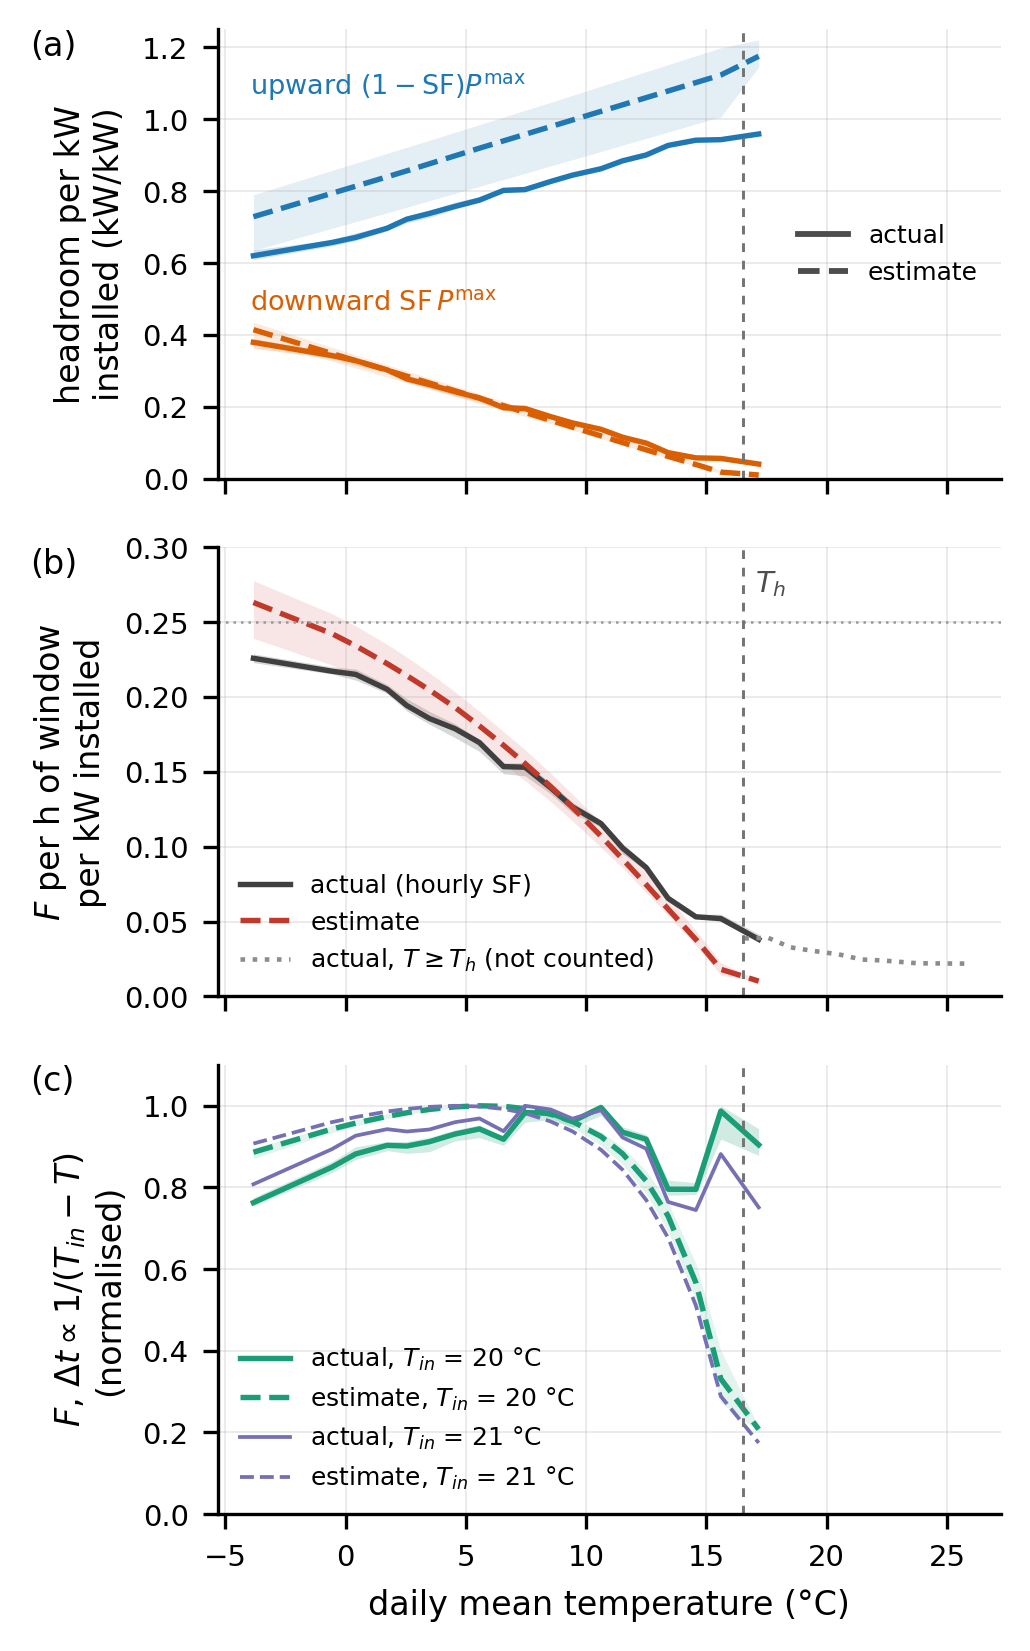 (a)
headroom per kW
installed (kW/kW)
1.2
1.0
0.8
0.6
0.4
0.2
0.0
upward (1 − SF)P^max
downward SF P^max
actual
estimate
(b)
F per h of window
per kW installed
0.30
0.25
0.20
0.15
0.10
0.05
0.00
T_h
actual (hourly SF)
estimate
actual, T ≥ T_h (not counted)
(c)
F, Δt ∝ 1/(T_in − T)
(normalised)
1.0
0.8
0.6
0.4
0.2
0.0
actual, T_in = 20 °C
estimate, T_in = 20 °C
actual, T_in = 21 °C
estimate, T_in = 21 °C
−5 0 5 10 15 20 25
daily mean temperature (°C)